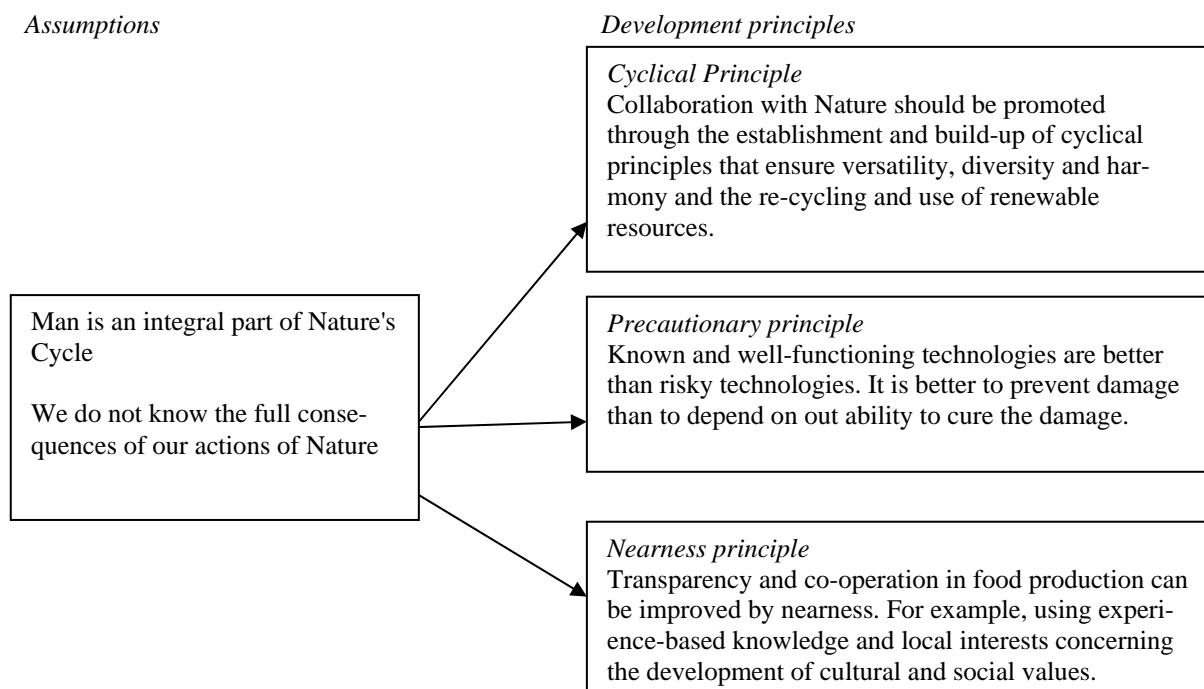 Assumptions
Development principles
Cyclical Principle
Collaboration with Nature should be promoted
through the establishment and build-up of cyclical
principles that ensure versatility, diversity and har-
mony and the re-cycling and use of renewable
resources.
Man is an integral part of Nature's
Cycle
We do not know the full conse-
quences of our actions of Nature
Precautionary principle
Known and well-functioning technologies are better
than risky technologies. It is better to prevent damage
than to depend on out ability to cure the damage.
Nearness principle
Transparency and co-operation in food production can
be improved by nearness. For example, using experi-
ence-based knowledge and local interests concerning
the development of cultural and social values.